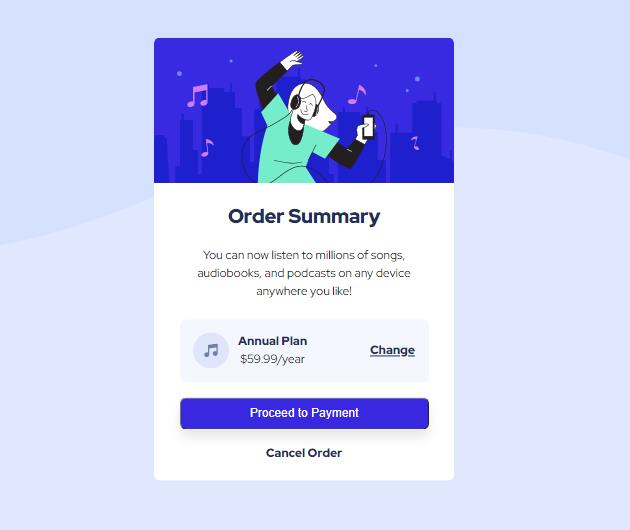 Order Summary
You can now listen to millions of songs,
audiobooks, and podcasts on any device
anywhere you like!
Annual Plan
$59.99/year
Change
Proceed to Payment
Cancel Order